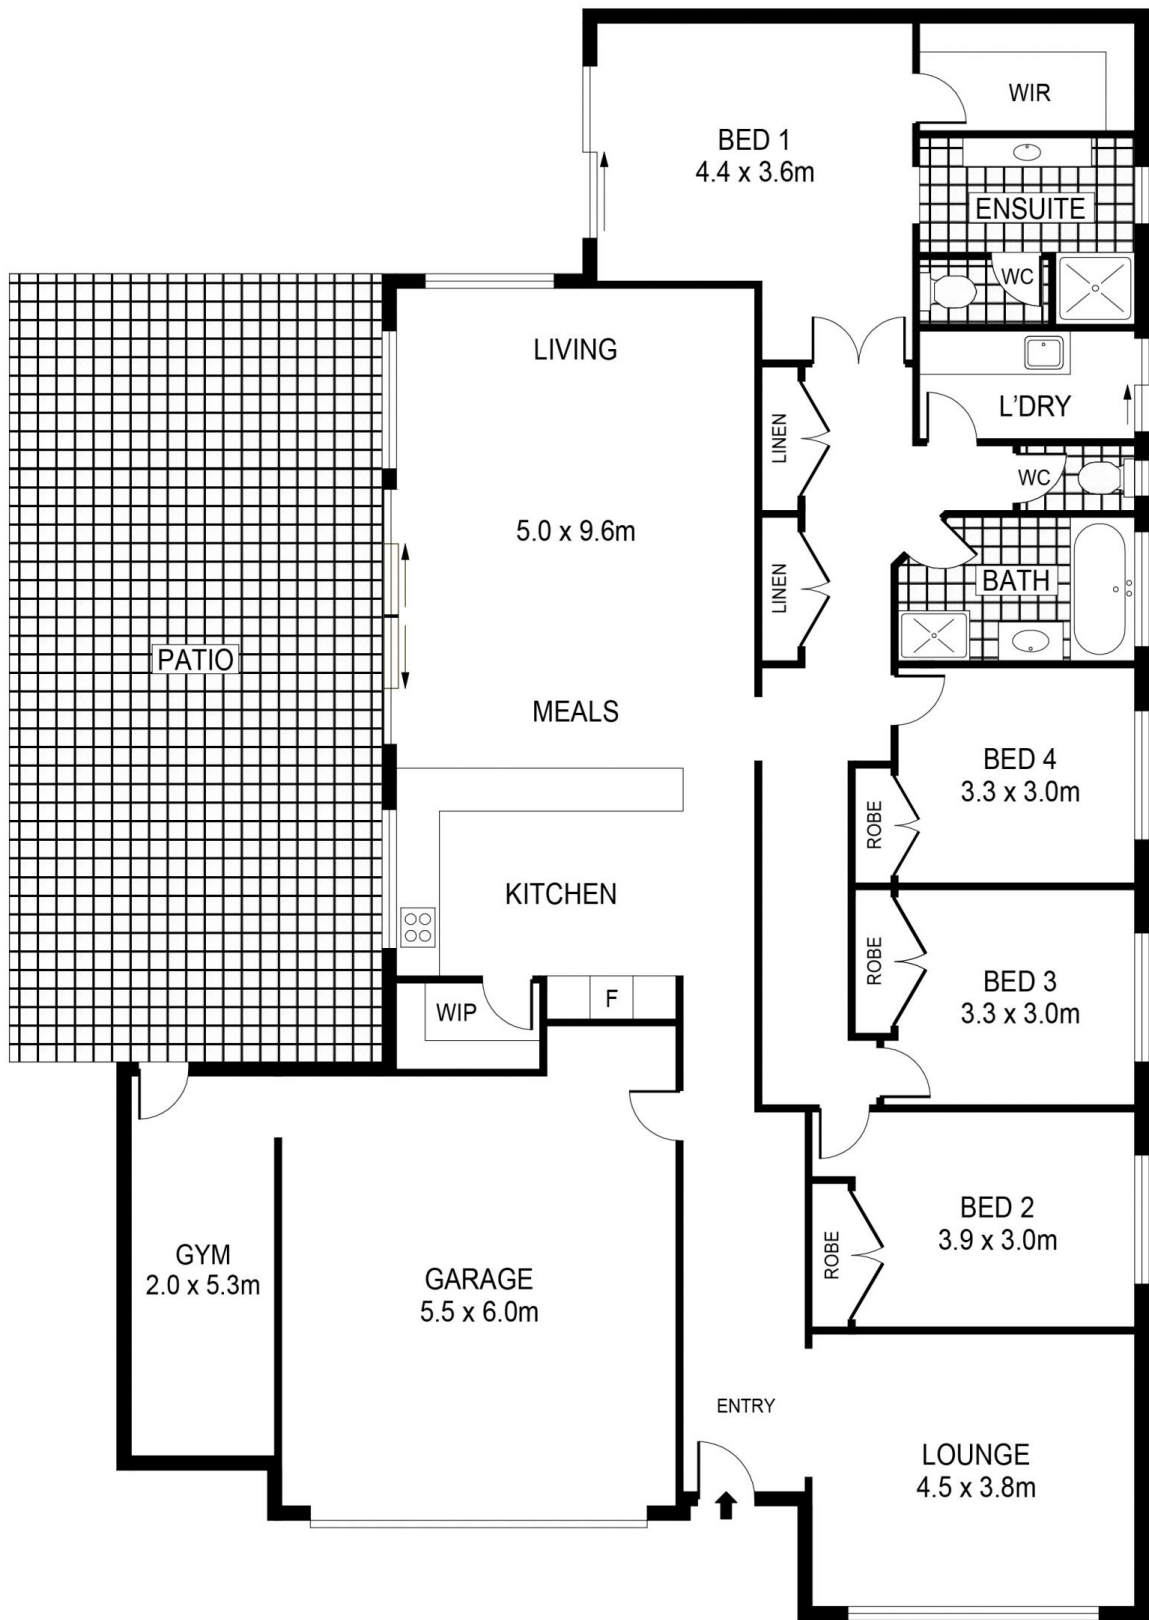 WIR
BED 1
4.4 x 3.6m
ENSUITE
WC
LIVING
L'DRY
LINEN
WC
5.0 x 9.6m
LINEN
BATH
PATIO
MEALS
BED 4
3.3 x 3.0m
ROBE
KITCHEN
ROBE
BED 3
3.3 x 3.0m
WIP
F
BED 2
3.9 x 3.0m
ROBE
GYM
2.0 x 5.3m
GARAGE
5.5 x 6.0m
ENTRY
LOUNGE
4.5 x 3.8m